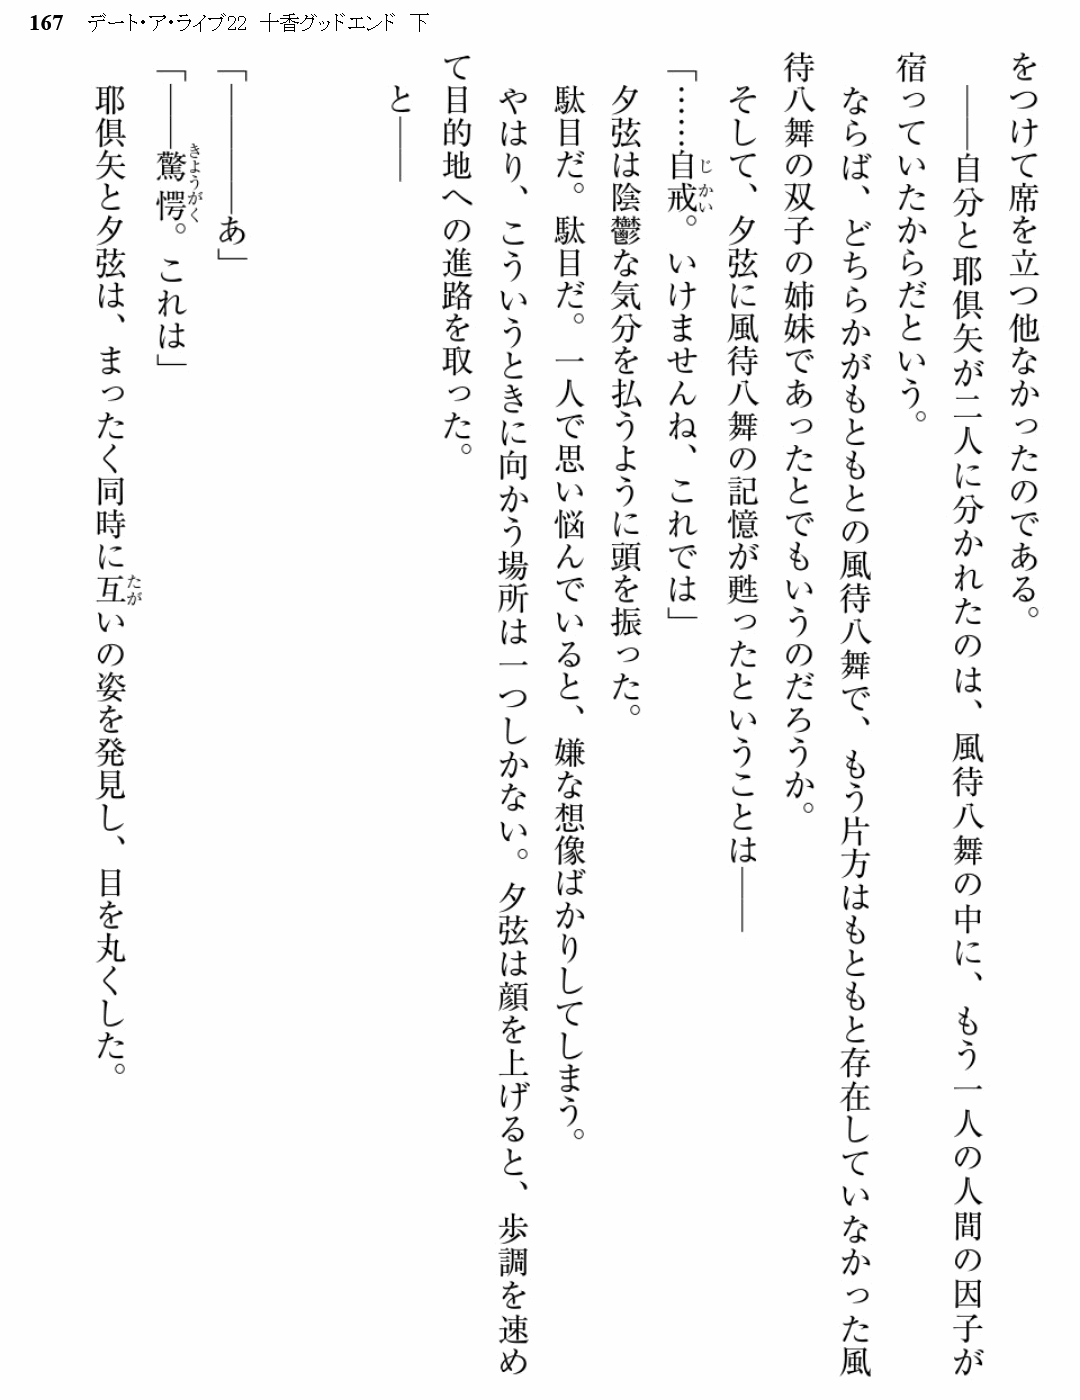 167　デート・ア・ライブ22　十香グッドエンド　下
をつけて席を立つ他なかったのである。
――自分と耶倶矢が二人に分かれたのは、風待八舞の中に、もう一人の人間の因子が
宿っていたからだという。
ならば、どちらかがもともとの風待八舞で、もう片方はもともと存在していなかった風
待八舞の双子の姉妹であったとでもいうのだろうか。
そして、夕弦に風待八舞の記憶が甦ったということは――
「……自戒。いけませんね、これでは」
じかい
夕弦は陰鬱な気分を払うように頭を振った。
駄目だ。駄目だ。一人で思い悩んでいると、嫌な想像ばかりしてしまう。
やはり、こういうときに向かう場所は一つしかない。夕弦は顔を上げると、歩調を速め
て目的地への進路を取った。
と――
「――――あ」
「――驚愕。これは」
きようがく
耶倶矢と夕弦は、まったく同時に互いの姿を発見し、目を丸くした。
たが